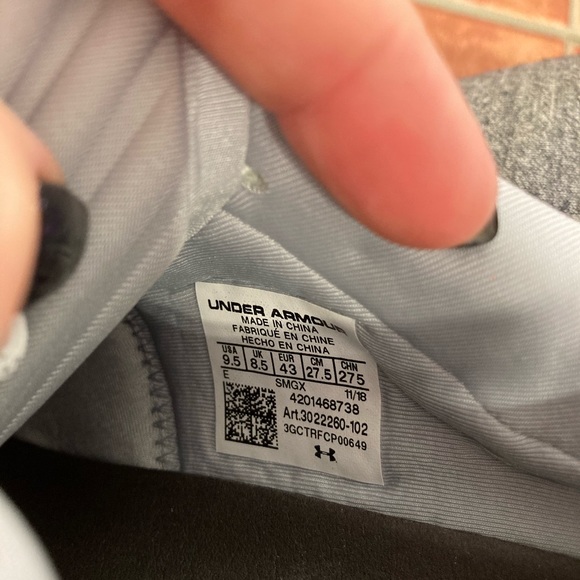 UNDER ARMOUR
MADE IN CHINA
FABRIQUÉ EN CHINE
HECHO EN CHINA
USA UK EUR CM CHN
9.5 8.5 43 27.5 275
E SMGX 11/18
4201468738
Art.3022260-102
3GCTRFCP00649